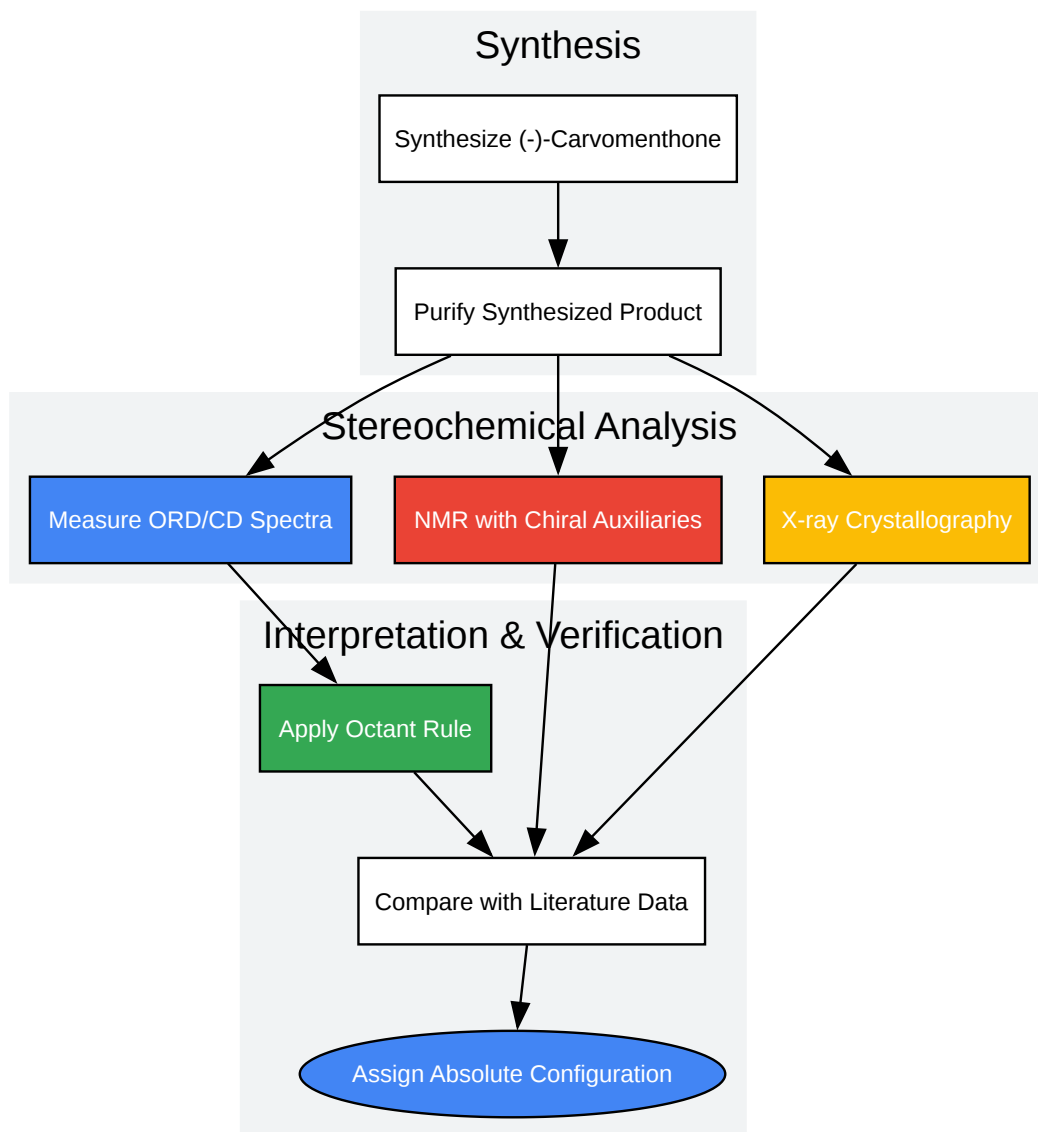 Synthesis
Synthesize (-)-Carvomenthone
Purify Synthesized Product
Stereochemical Analysis
Measure ORD/CD Spectra
NMR with Chiral Auxiliaries
X-ray Crystallography
Interpretation & Verification
Apply Octant Rule
Compare with Literature Data
Assign Absolute Configuration